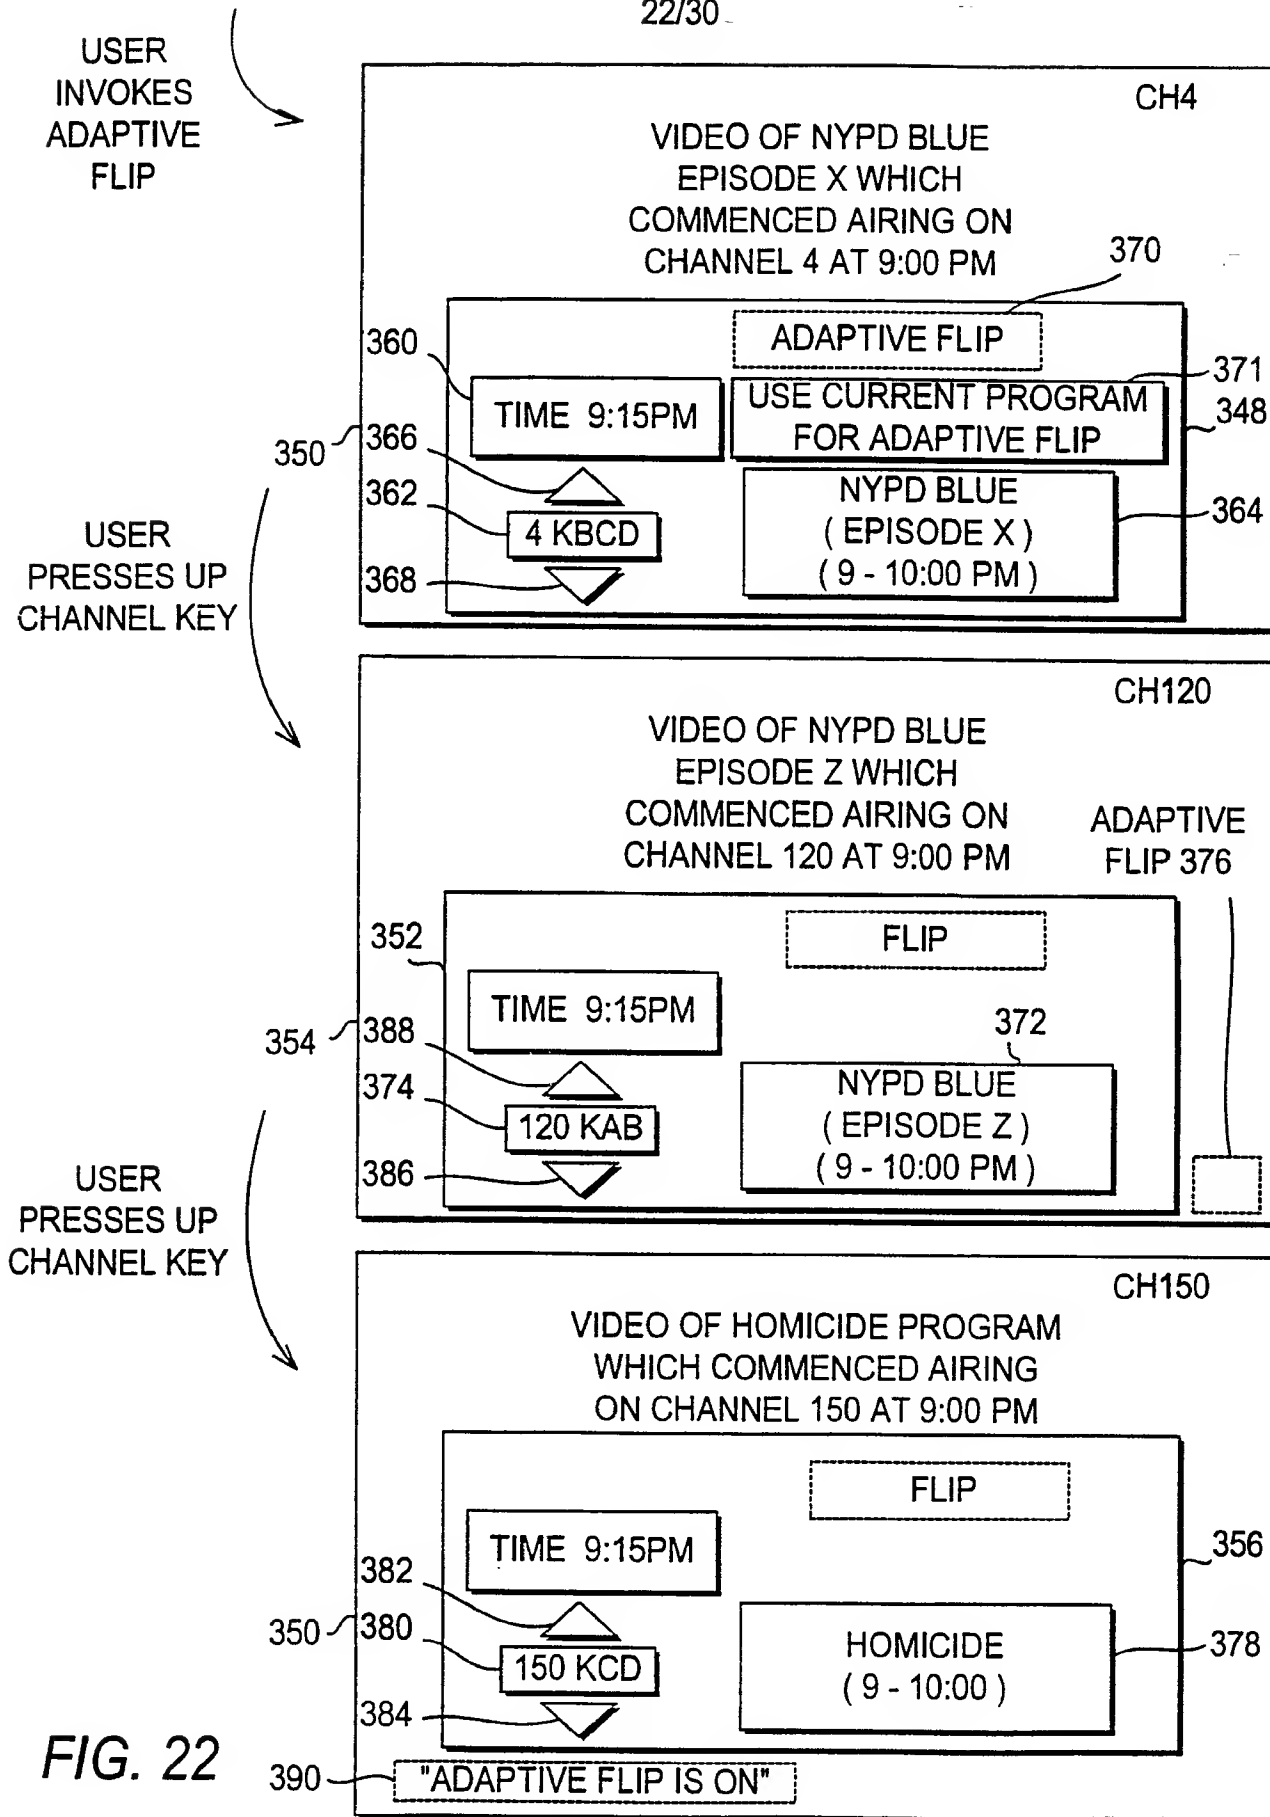 22/30
USER
INVOKES
ADAPTIVE
FLIP
CH4
VIDEO OF NYPD BLUE
EPISODE X WHICH
COMMENCED AIRING ON
CHANNEL 4 AT 9:00 PM
370
ADAPTIVE FLIP
360
371
TIME 9:15PM
USE CURRENT PROGRAM
FOR ADAPTIVE FLIP
348
350
366
362
4 KBCD
NYPD BLUE
( EPISODE X )
( 9 - 10:00 PM )
364
368
USER
PRESSES UP
CHANNEL KEY
CH120
VIDEO OF NYPD BLUE
EPISODE Z WHICH
COMMENCED AIRING ON
CHANNEL 120 AT 9:00 PM
ADAPTIVE
FLIP 376
352
FLIP
TIME 9:15PM
354
388
372
374
120 KAB
NYPD BLUE
( EPISODE Z )
( 9 - 10:00 PM )
386
USER
PRESSES UP
CHANNEL KEY
CH150
VIDEO OF HOMICIDE PROGRAM
WHICH COMMENCED AIRING
ON CHANNEL 150 AT 9:00 PM
FLIP
TIME 9:15PM
356
382
350
380
150 KCD
HOMICIDE
( 9 - 10:00 )
378
384
FIG. 22
390
"ADAPTIVE FLIP IS ON"